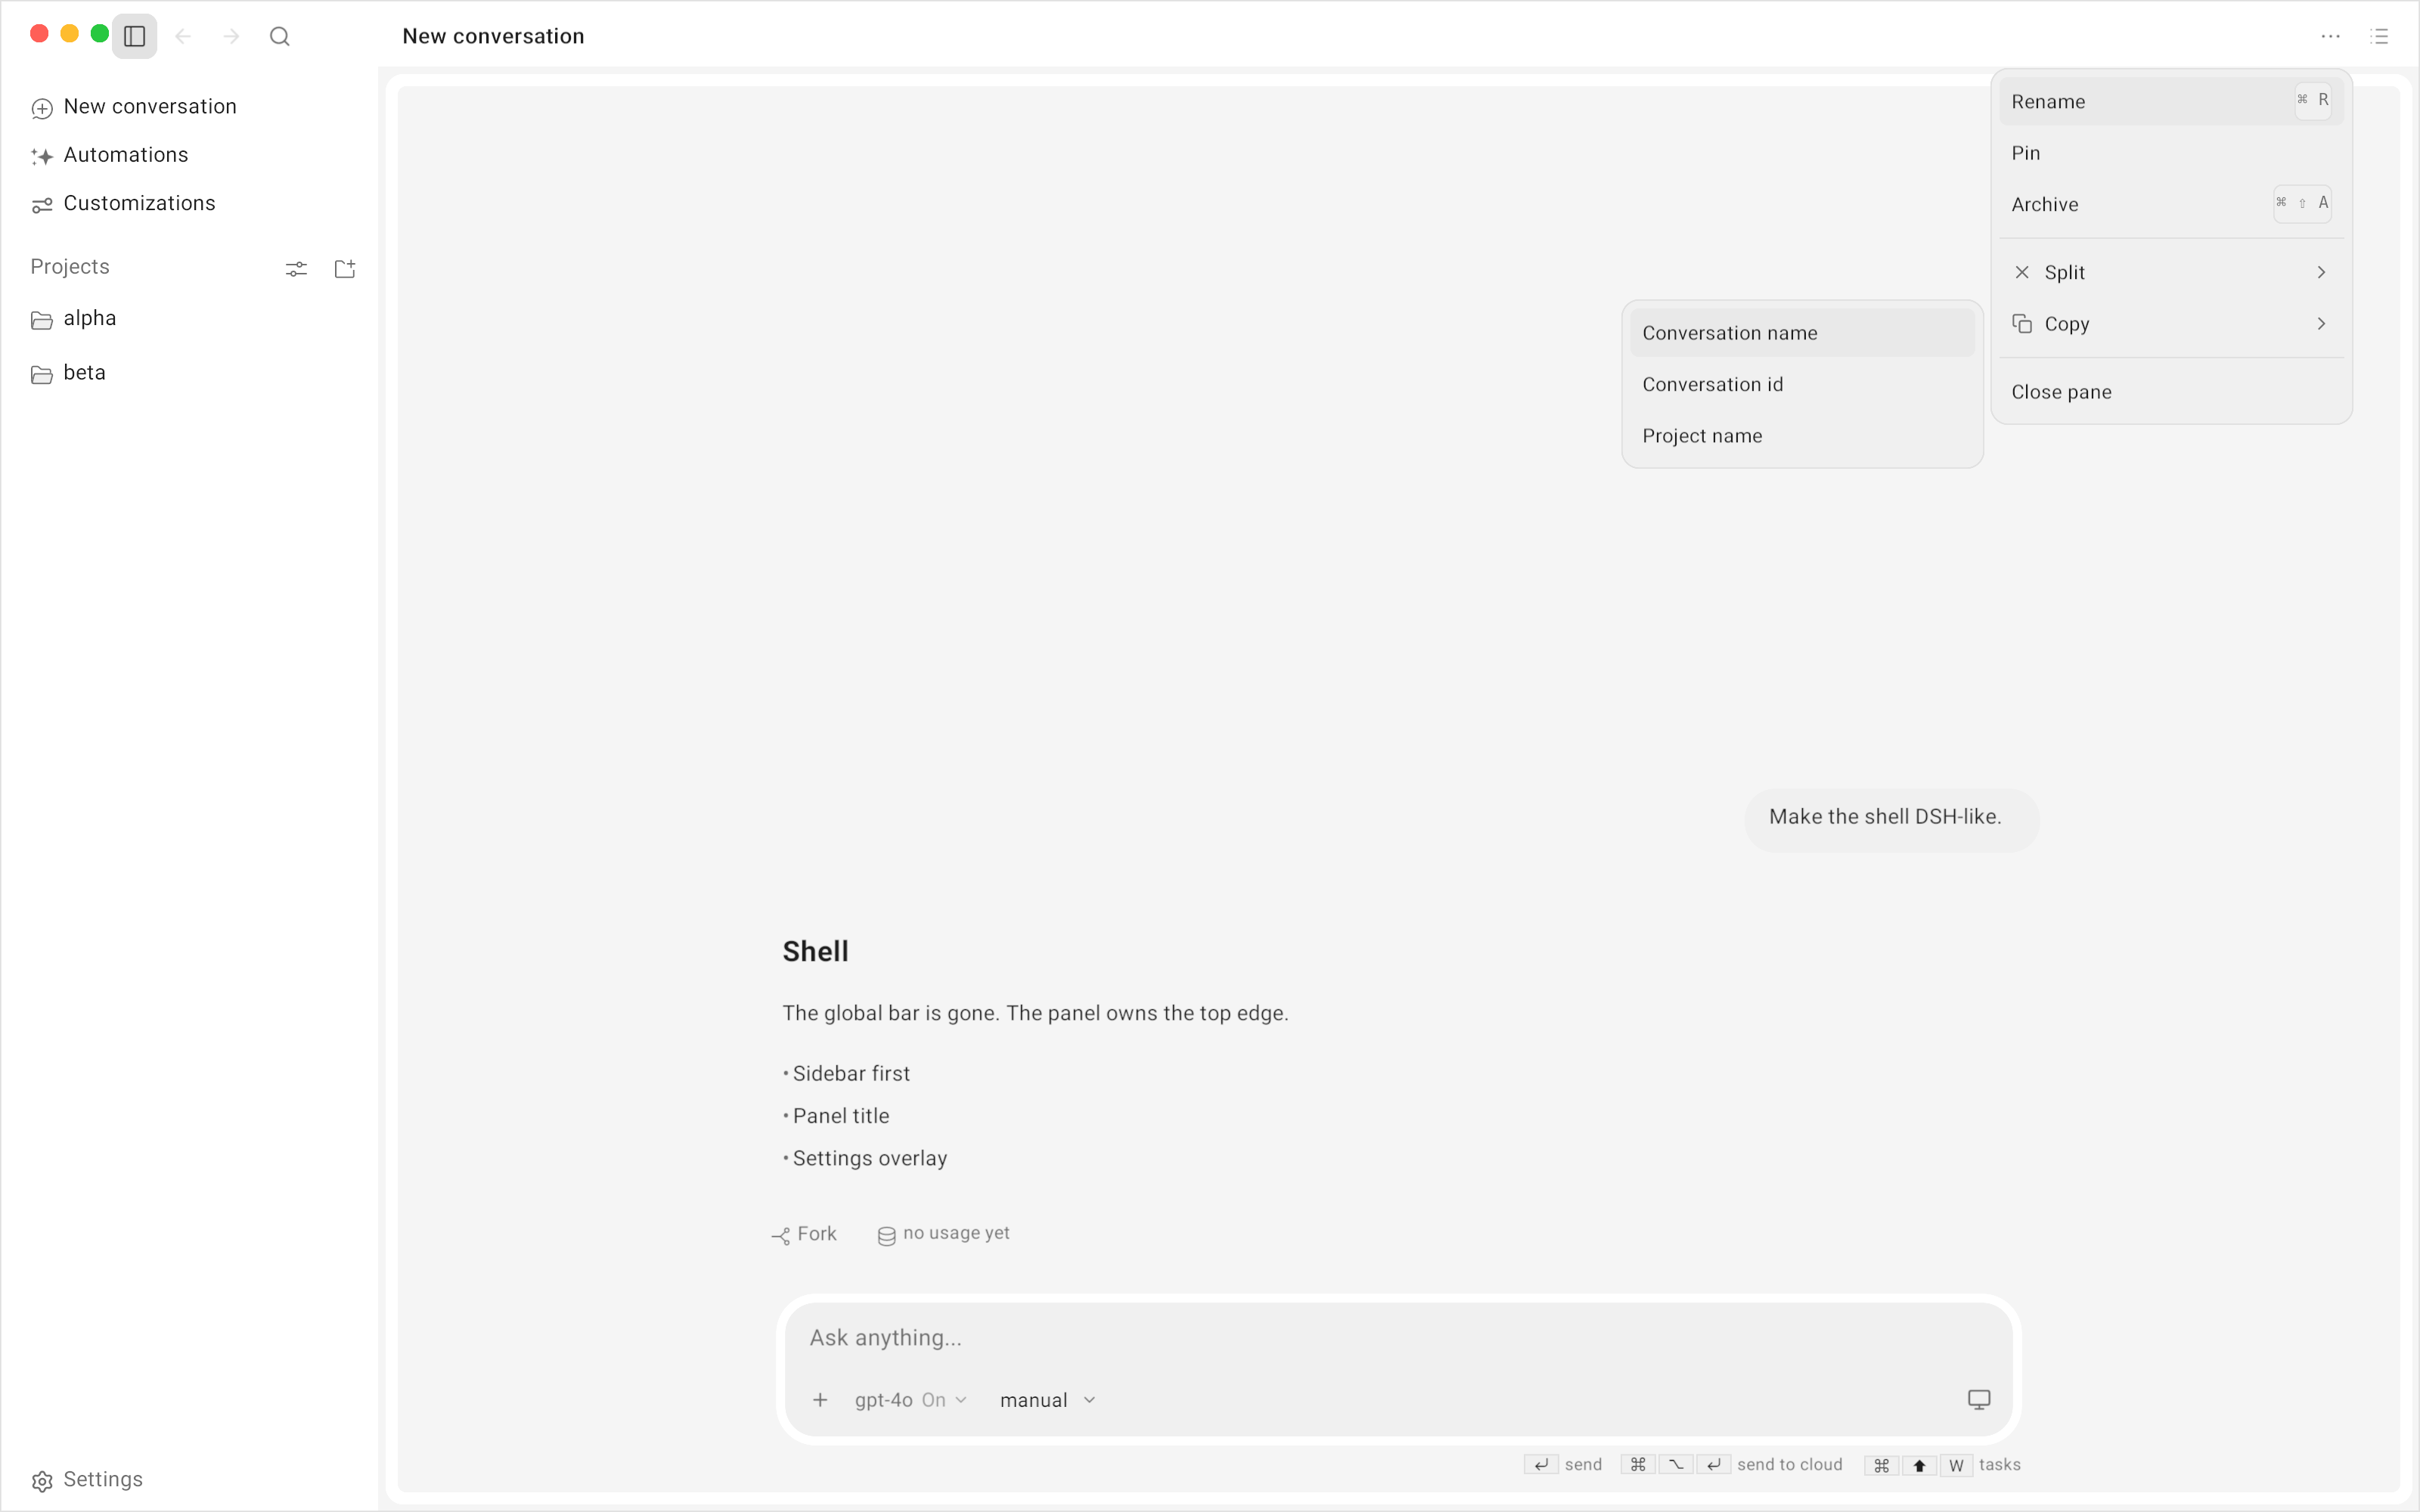 New conversation
New conversation
Automations
Customizations
Projects
alpha
beta
Settings
Rename ⌘ R
Pin
Archive ⌘ ⇧ A
Split
Copy
Close pane
Conversation name
Conversation id
Project name
Make the shell DSH-like.
Shell
The global bar is gone. The panel owns the top edge.
• Sidebar first
• Panel title
• Settings overlay
Fork no usage yet
Ask anything...
gpt-4o On manual
send ⌘ ⌥ send to cloud ⌘ W tasks